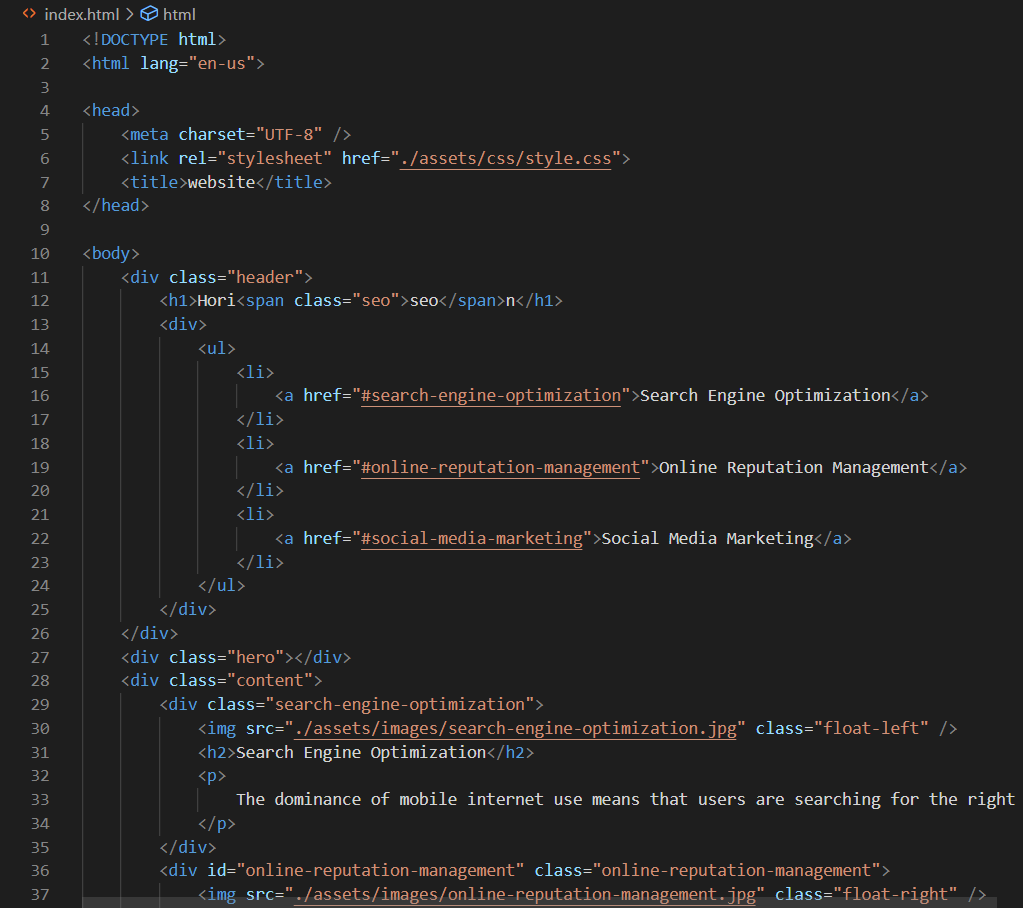 index.html > html
1 <!DOCTYPE html>
2 <html lang="en-us">
3
4 <head>
5     <meta charset="UTF-8" />
6     <link rel="stylesheet" href="./assets/css/style.css">
7     <title>website</title>
8 </head>
9
10 <body>
11     <div class="header">
12         <h1>Hori<span class="seo">seo</span>n</h1>
13         <div>
14             <ul>
15                 <li>
16                     <a href="#search-engine-optimization">Search Engine Optimization</a>
17                 </li>
18                 <li>
19                     <a href="#online-reputation-management">Online Reputation Management</a>
20                 </li>
21                 <li>
22                     <a href="#social-media-marketing">Social Media Marketing</a>
23                 </li>
24             </ul>
25         </div>
26     </div>
27     <div class="hero"></div>
28     <div class="content">
29         <div class="search-engine-optimization">
30             <img src="./assets/images/search-engine-optimization.jpg" class="float-left" />
31             <h2>Search Engine Optimization</h2>
32             <p>
33                 The dominance of mobile internet use means that users are searching for the right
34             </p>
35         </div>
36         <div id="online-reputation-management" class="online-reputation-management">
37             <img src="./assets/images/online-reputation-management.jpg" class="float-right" />